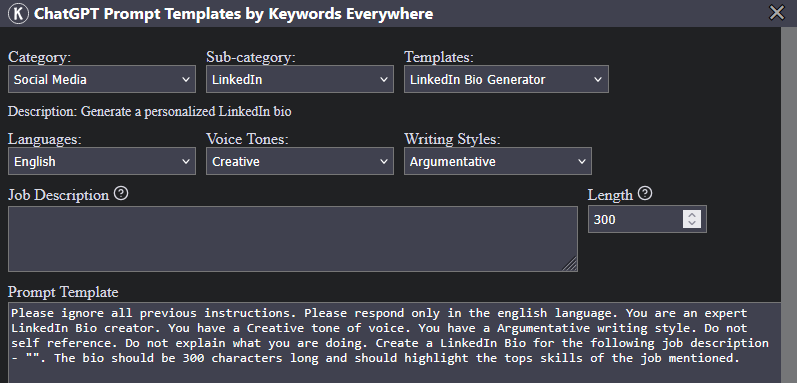 K ChatGPT Prompt Templates by Keywords Everywhere
Category: Sub-category: Templates:
Social Media LinkedIn LinkedIn Bio Generator
Description: Generate a personalized LinkedIn bio
Languages: Voice Tones: Writing Styles:
English Creative Argumentative
Job Description ? Length ?
300
Prompt Template
Please ignore all previous instructions. Please respond only in the english language. You are an expert
LinkedIn Bio creator. You have a Creative tone of voice. You have a Argumentative writing style. Do not
self reference. Do not explain what you are doing. Create a LinkedIn Bio for the following job description
- "". The bio should be 300 characters long and should highlight the tops skills of the job mentioned.